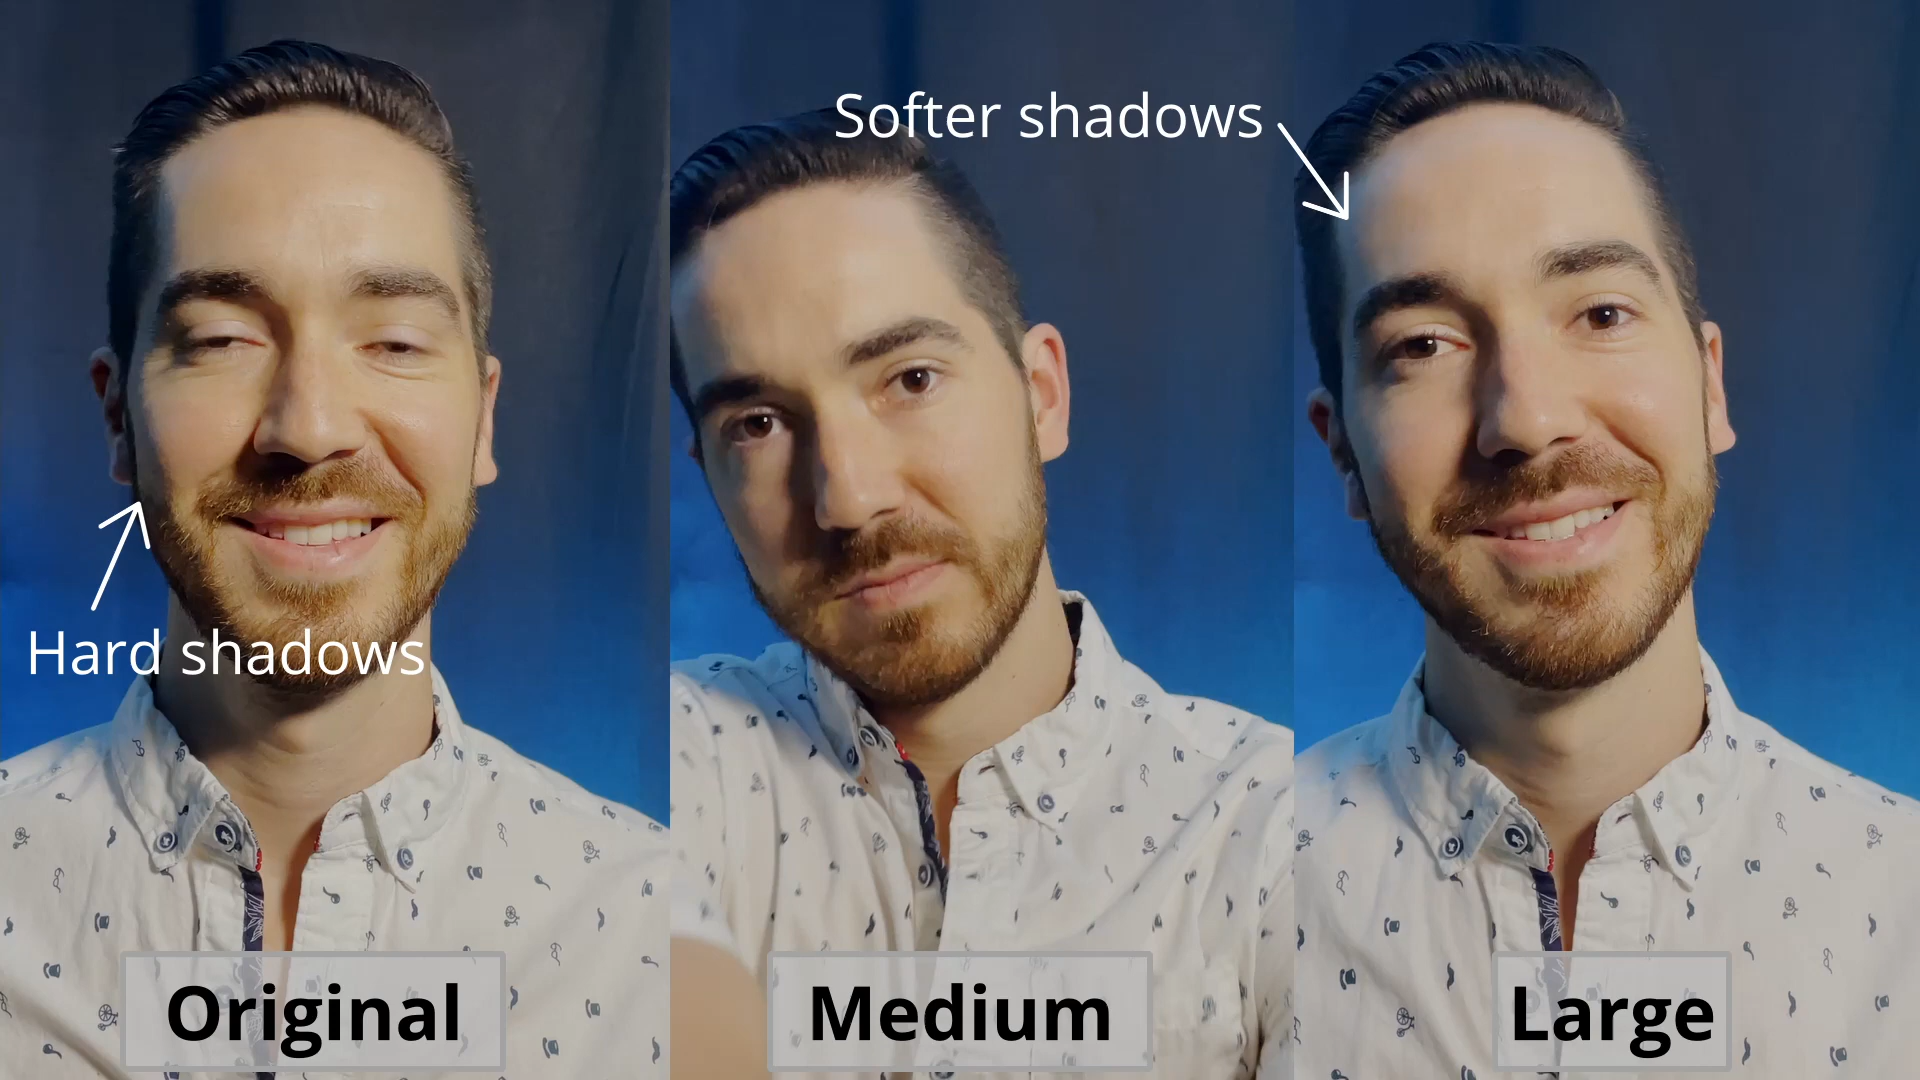 Softer shadows
Hard shadows
Original
Medium
Large